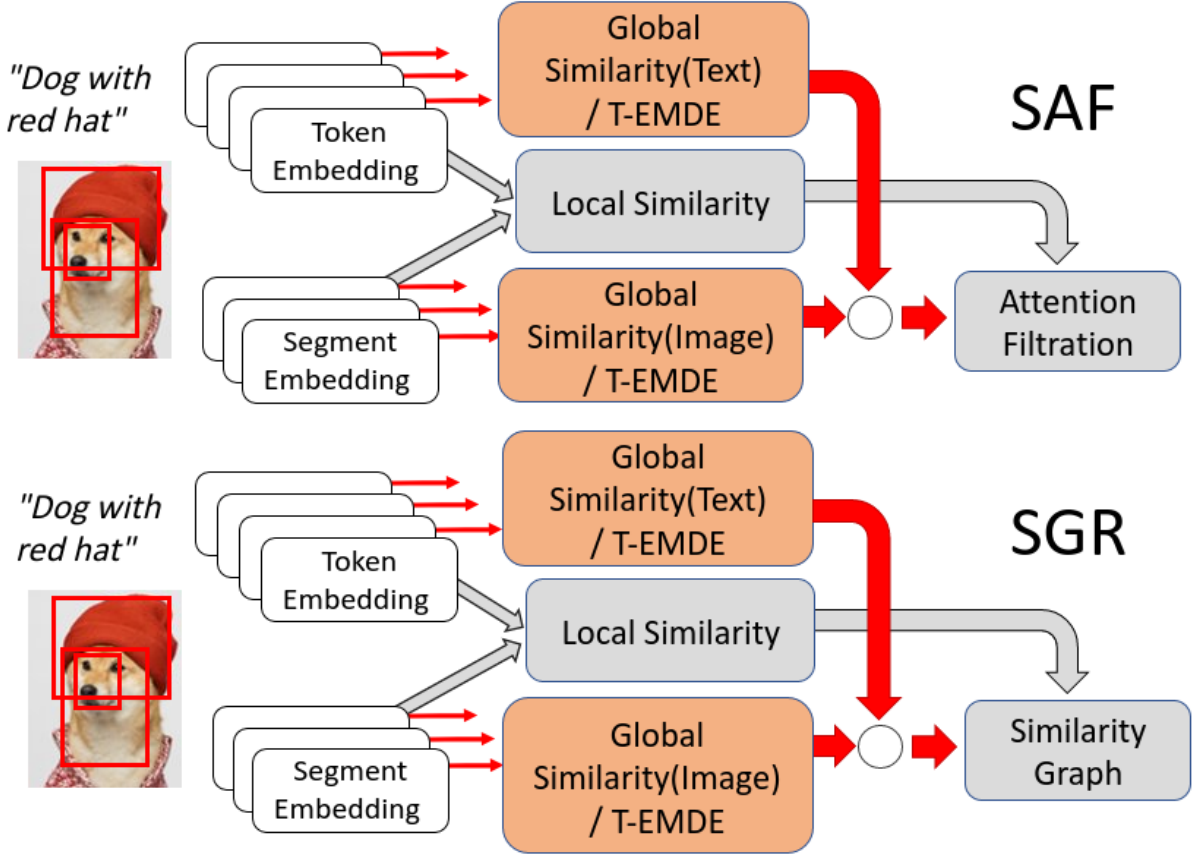 "Dog with
red hat"
Token
Embedding
Segment
Embedding
Global
Similarity(Text)
/ T-EMDE
Local Similarity
Global
Similarity(Image)
/ T-EMDE
SAF
Attention
Filtration
"Dog with
red hat"
Token
Embedding
Segment
Embedding
Global
Similarity(Text)
/ T-EMDE
Local Similarity
Global
Similarity(Image)
/ T-EMDE
SGR
Similarity
Graph